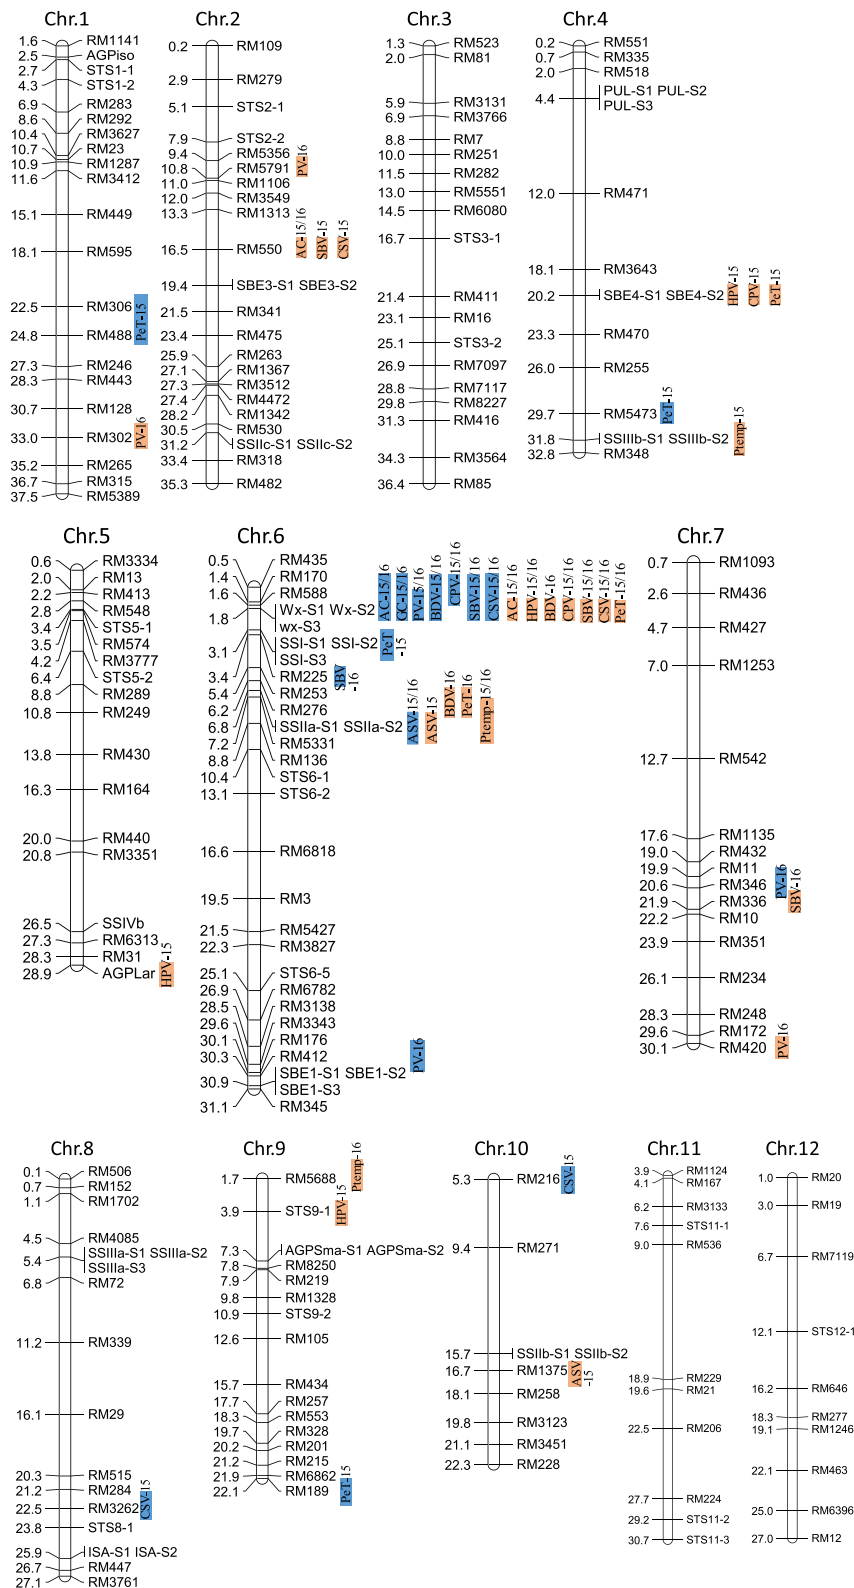 Chr.1
1.6 RM1141
2.5 AGPiso
2.7 STS1-1
4.3 STS1-2
6.9 RM283
8.6 RM292
10.4 RM3627
10.7 RM23
10.9 RM1287
11.6 RM3412
15.1 RM449
18.1 RM595
22.5 RM306
24.8 RM488
PeT-15
27.3 RM246
28.3 RM443
30.7 RM128
33.0 RM302
PV-16
35.2 RM265
36.7 RM315
37.5 RM5389
Chr.2
0.2 RM109
2.9 RM279
5.1 STS2-1
7.9 STS2-2
9.4 RM5356
10.8 RM5791
PV-16
11.0 RM1106
12.0 RM3549
13.3 RM1313
16.5 RM550
AC-15/16 SBV-15 CSV-15
19.4 SBE3-S1 SBE3-S2
21.5 RM341
23.4 RM475
25.9 RM263
27.1 RM1367
27.3 RM3512
27.4 RM4472
28.2 RM1342
30.5 RM530
31.2 SSIIc-S1 SSIIc-S2
33.4 RM318
35.3 RM482
Chr.3
1.3 RM523
2.0 RM81
5.9 RM3131
6.9 RM3766
8.8 RM7
10.0 RM251
11.5 RM282
13.0 RM5551
14.5 RM6080
16.7 STS3-1
21.4 RM411
23.1 RM16
25.1 STS3-2
26.9 RM7097
28.8 RM7117
29.8 RM8227
31.3 RM416
34.3 RM3564
36.4 RM85
Chr.4
0.2 RM551
0.7 RM335
2.0 RM518
4.4 PUL-S1 PUL-S2
PUL-S3
12.0 RM471
18.1 RM3643
20.2 SBE4-S1 SBE4-S2
HPV-15 CPV-15 PeT-15
23.3 RM470
26.0 RM255
29.7 RM5473
PeT-15
31.8 SSIIIb-S1 SSIIIb-S2
Ptemp-15
32.8 RM348
Chr.5
0.6 RM3334
2.0 RM13
2.2 RM413
2.8 RM548
3.4 STS5-1
3.5 RM574
4.2 RM3777
6.4 STS5-2
8.8 RM289
10.8 RM249
13.8 RM430
16.3 RM164
20.0 RM440
20.8 RM3351
26.5 SSIVb
27.3 RM6313
28.3 RM31
28.9 AGPLar
HPV-15
Chr.6
0.5 RM435
1.4 RM170
1.6 RM588
1.8 Wx-S1 Wx-S2
wx-S3
AC-15/16 GC-15/16 PV-15/16 BDV-15/16 CPV-15/16 SBV-15/16 CSV-15/16 AC-15/16 HPV-15/16 BDV-16 CPV-15/16 SBV-15/16 CSV-15/16 PeT-15/16
3.1 SSI-S1 SSI-S2
SSI-S3
PeT
-15
3.4 RM225
SBV
-16
5.4 RM253
6.2 RM276
6.8 SSIIa-S1 SSIIa-S2
ASV-15/16 ASV-15 BDV-16 PeT-16 Ptemp-15/16
7.2 RM5331
8.8 RM136
10.4 STS6-1
13.1 STS6-2
16.6 RM6818
19.5 RM3
21.5 RM5427
22.3 RM3827
25.1 STS6-5
26.9 RM6782
28.5 RM3138
29.6 RM3343
30.1 RM176
30.3 RM412
PV-16
30.9 SBE1-S1 SBE1-S2
SBE1-S3
31.1 RM345
Chr.7
0.7 RM1093
2.6 RM436
4.7 RM427
7.0 RM1253
12.7 RM542
17.6 RM1135
19.0 RM432
19.9 RM11
20.6 RM346
PV-16
21.9 RM336
SBV-16
22.2 RM10
23.9 RM351
26.1 RM234
28.3 RM248
29.6 RM172
30.1 RM420
PV-16
Chr.8
0.1 RM506
0.7 RM152
1.1 RM1702
4.5 RM4085
5.4 SSIIIa-S1 SSIIIa-S2
SSIIIa-S3
6.8 RM72
11.2 RM339
16.1 RM29
20.3 RM515
21.2 RM284
22.5 RM3262
CSV-15
23.8 STS8-1
25.9 ISA-S1 ISA-S2
26.7 RM447
27.1 RM3761
Chr.9
1.7 RM5688
Ptemp-16
3.9 STS9-1
HPV-15
7.3 AGPSma-S1 AGPSma-S2
7.8 RM8250
7.9 RM219
9.8 RM1328
10.9 STS9-2
12.6 RM105
15.7 RM434
17.7 RM257
18.3 RM553
19.7 RM328
20.2 RM201
21.2 RM215
21.9 RM6862
22.1 RM189
PeT-15
Chr.10
5.3 RM216
CSV-15
9.4 RM271
15.7 SSIIb-S1 SSIIb-S2
16.7 RM1375
ASV
-15
18.1 RM258
19.8 RM3123
21.1 RM3451
22.3 RM228
Chr.11
3.9 RM1124
4.1 RM167
6.2 RM3133
7.6 STS11-1
9.0 RM536
18.9 RM229
19.6 RM21
22.5 RM206
27.7 RM224
29.2 STS11-2
30.7 STS11-3
Chr.12
1.0 RM20
3.0 RM19
6.7 RM7119
12.1 STS12-1
16.2 RM646
18.3 RM277
19.1 RM1246
22.1 RM463
25.0 RM6396
27.0 RM12